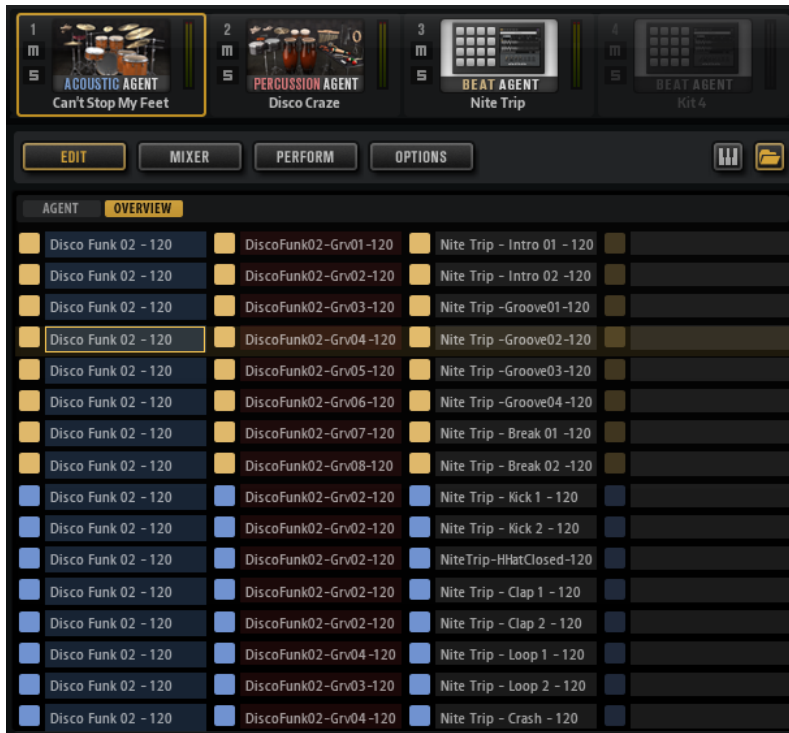 1 2 3 4
m m m m
S S S S
ACOUSTIC AGENT PERCUSSION AGENT BEAT AGENT BEAT AGENT
Can't Stop My Feet Disco Craze Nite Trip Kit 4
EDIT MIXER PERFORM OPTIONS
AGENT OVERVIEW
Disco Funk 02 - 120 DiscoFunk02-Grv01-120 Nite Trip - Intro 01 - 120
Disco Funk 02 - 120 DiscoFunk02-Grv02-120 Nite Trip - Intro 02 -120
Disco Funk 02 - 120 DiscoFunk02-Grv03-120 Nite Trip -Groove01-120
Disco Funk 02 - 120 DiscoFunk02-Grv04-120 Nite Trip -Groove02-120
Disco Funk 02 - 120 DiscoFunk02-Grv05-120 Nite Trip -Groove03-120
Disco Funk 02 - 120 DiscoFunk02-Grv06-120 Nite Trip -Groove04-120
Disco Funk 02 - 120 DiscoFunk02-Grv07-120 Nite Trip - Break 01 -120
Disco Funk 02 - 120 DiscoFunk02-Grv08-120 Nite Trip - Break 02 -120
Disco Funk 02 - 120 DiscoFunk02-Grv02-120 Nite Trip - Kick 1 - 120
Disco Funk 02 - 120 DiscoFunk02-Grv02-120 Nite Trip - Kick 2 - 120
Disco Funk 02 - 120 DiscoFunk02-Grv02-120 NiteTrip-HHatClosed-120
Disco Funk 02 - 120 DiscoFunk02-Grv02-120 Nite Trip - Clap 1 - 120
Disco Funk 02 - 120 DiscoFunk02-Grv02-120 Nite Trip - Clap 2 - 120
Disco Funk 02 - 120 DiscoFunk02-Grv04-120 Nite Trip - Loop 1 - 120
Disco Funk 02 - 120 DiscoFunk02-Grv03-120 Nite Trip - Loop 2 - 120
Disco Funk 02 - 120 DiscoFunk02-Grv04-120 Nite Trip - Crash - 120